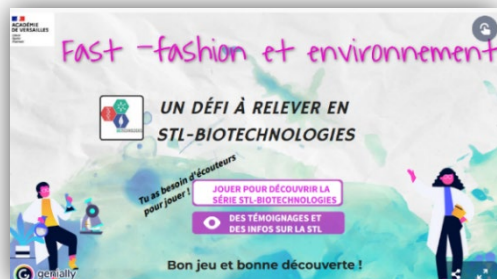 ACADÉMIE
DE VERSAILLES
Fast -fashion et environnement
UN DÉFI À RELEVER EN
STL-BIOTECHNOLOGIES
Tu as besoin d'écouteurs
pour jouer !
JOUER POUR DÉCOUVRIR LA
SÉRIE STL-BIOTECHNOLOGIES
DES TÉMOIGNAGES ET
DES INFOS SUR LA STL
Bon jeu et bonne découverte !
genially